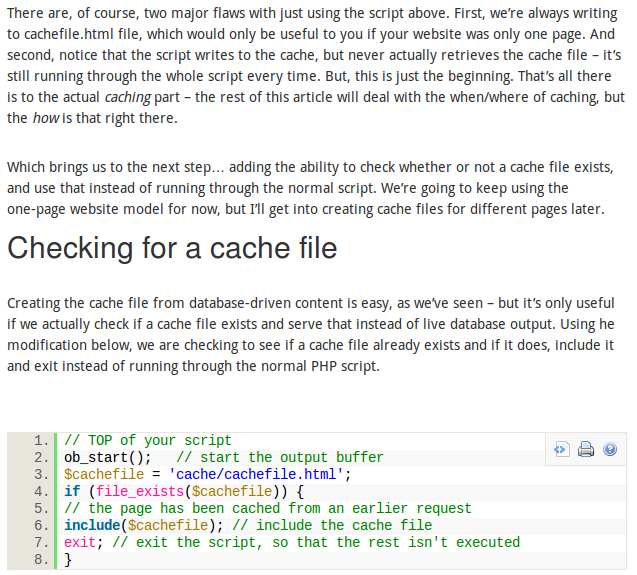 There are, of course, two major flaws with just using the script above. First, we're always writing
to cachefile.html file, which would only be useful to you if your website was only one page. And
second, notice that the script writes to the cache, but never actually retrieves the cache file – it's
still running through the whole script every time. But, this is just the beginning. That's all there
is to the actual caching part – the rest of this article will deal with the when/where of caching, but
the how is that right there.
Which brings us to the next step… adding the ability to check whether or not a cache file exists,
and use that instead of running through the normal script. We're going to keep using the
one-page website model for now, but I'll get into creating cache files for different pages later.
Checking for a cache file
Creating the cache file from database-driven content is easy, as we've seen – but it's only useful
if we actually check if a cache file exists and serve that instead of live database output. Using he
modification below, we are checking to see if a cache file already exists and if it does, include it
and exit instead of running through the normal PHP script.
1. // TOP of your script
2. ob_start();   // start the output buffer
3. $cachefile = 'cache/cachefile.html';
4. if (file_exists($cachefile)) {
5. // the page has been cached from an earlier request
6. include($cachefile); // include the cache file
7. exit; // exit the script, so that the rest isn't executed
8. }